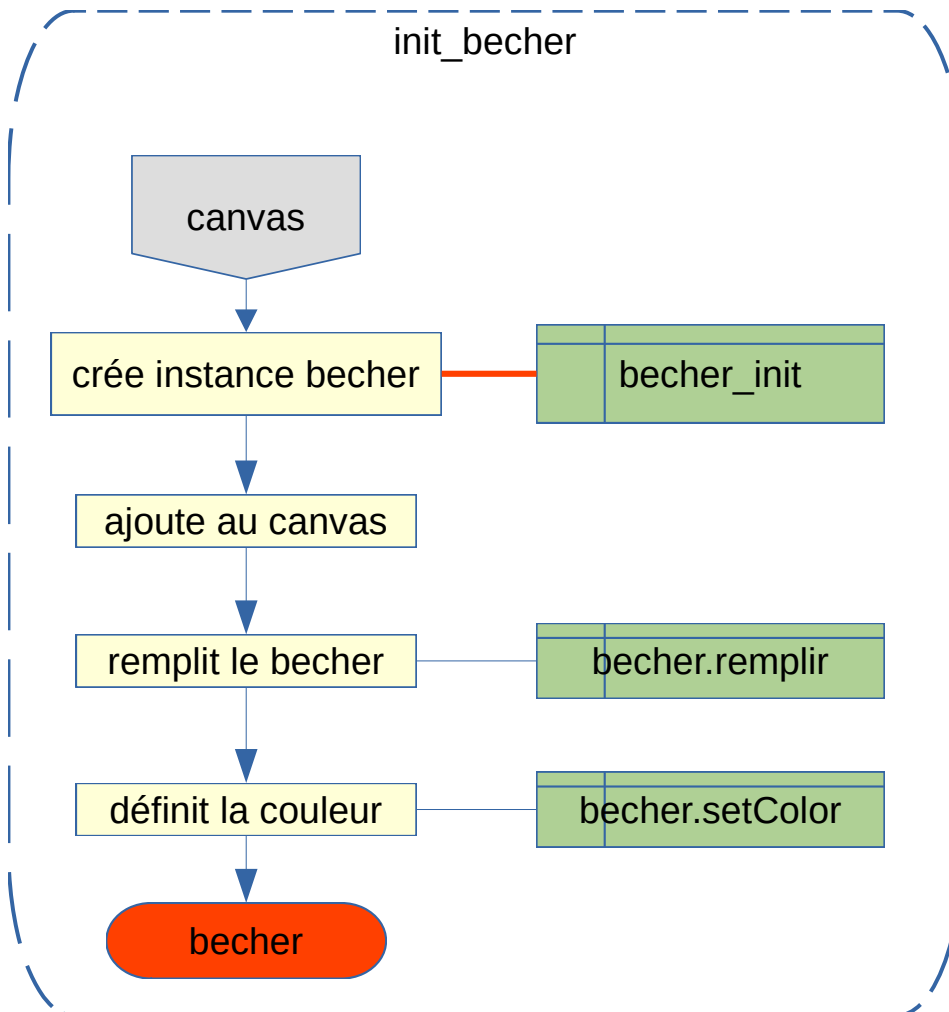 init_becher
canvas
crée instance becher
becher_init
ajoute au canvas
remplit le becher
becher.remplir
définit la couleur
becher.setColor
becher